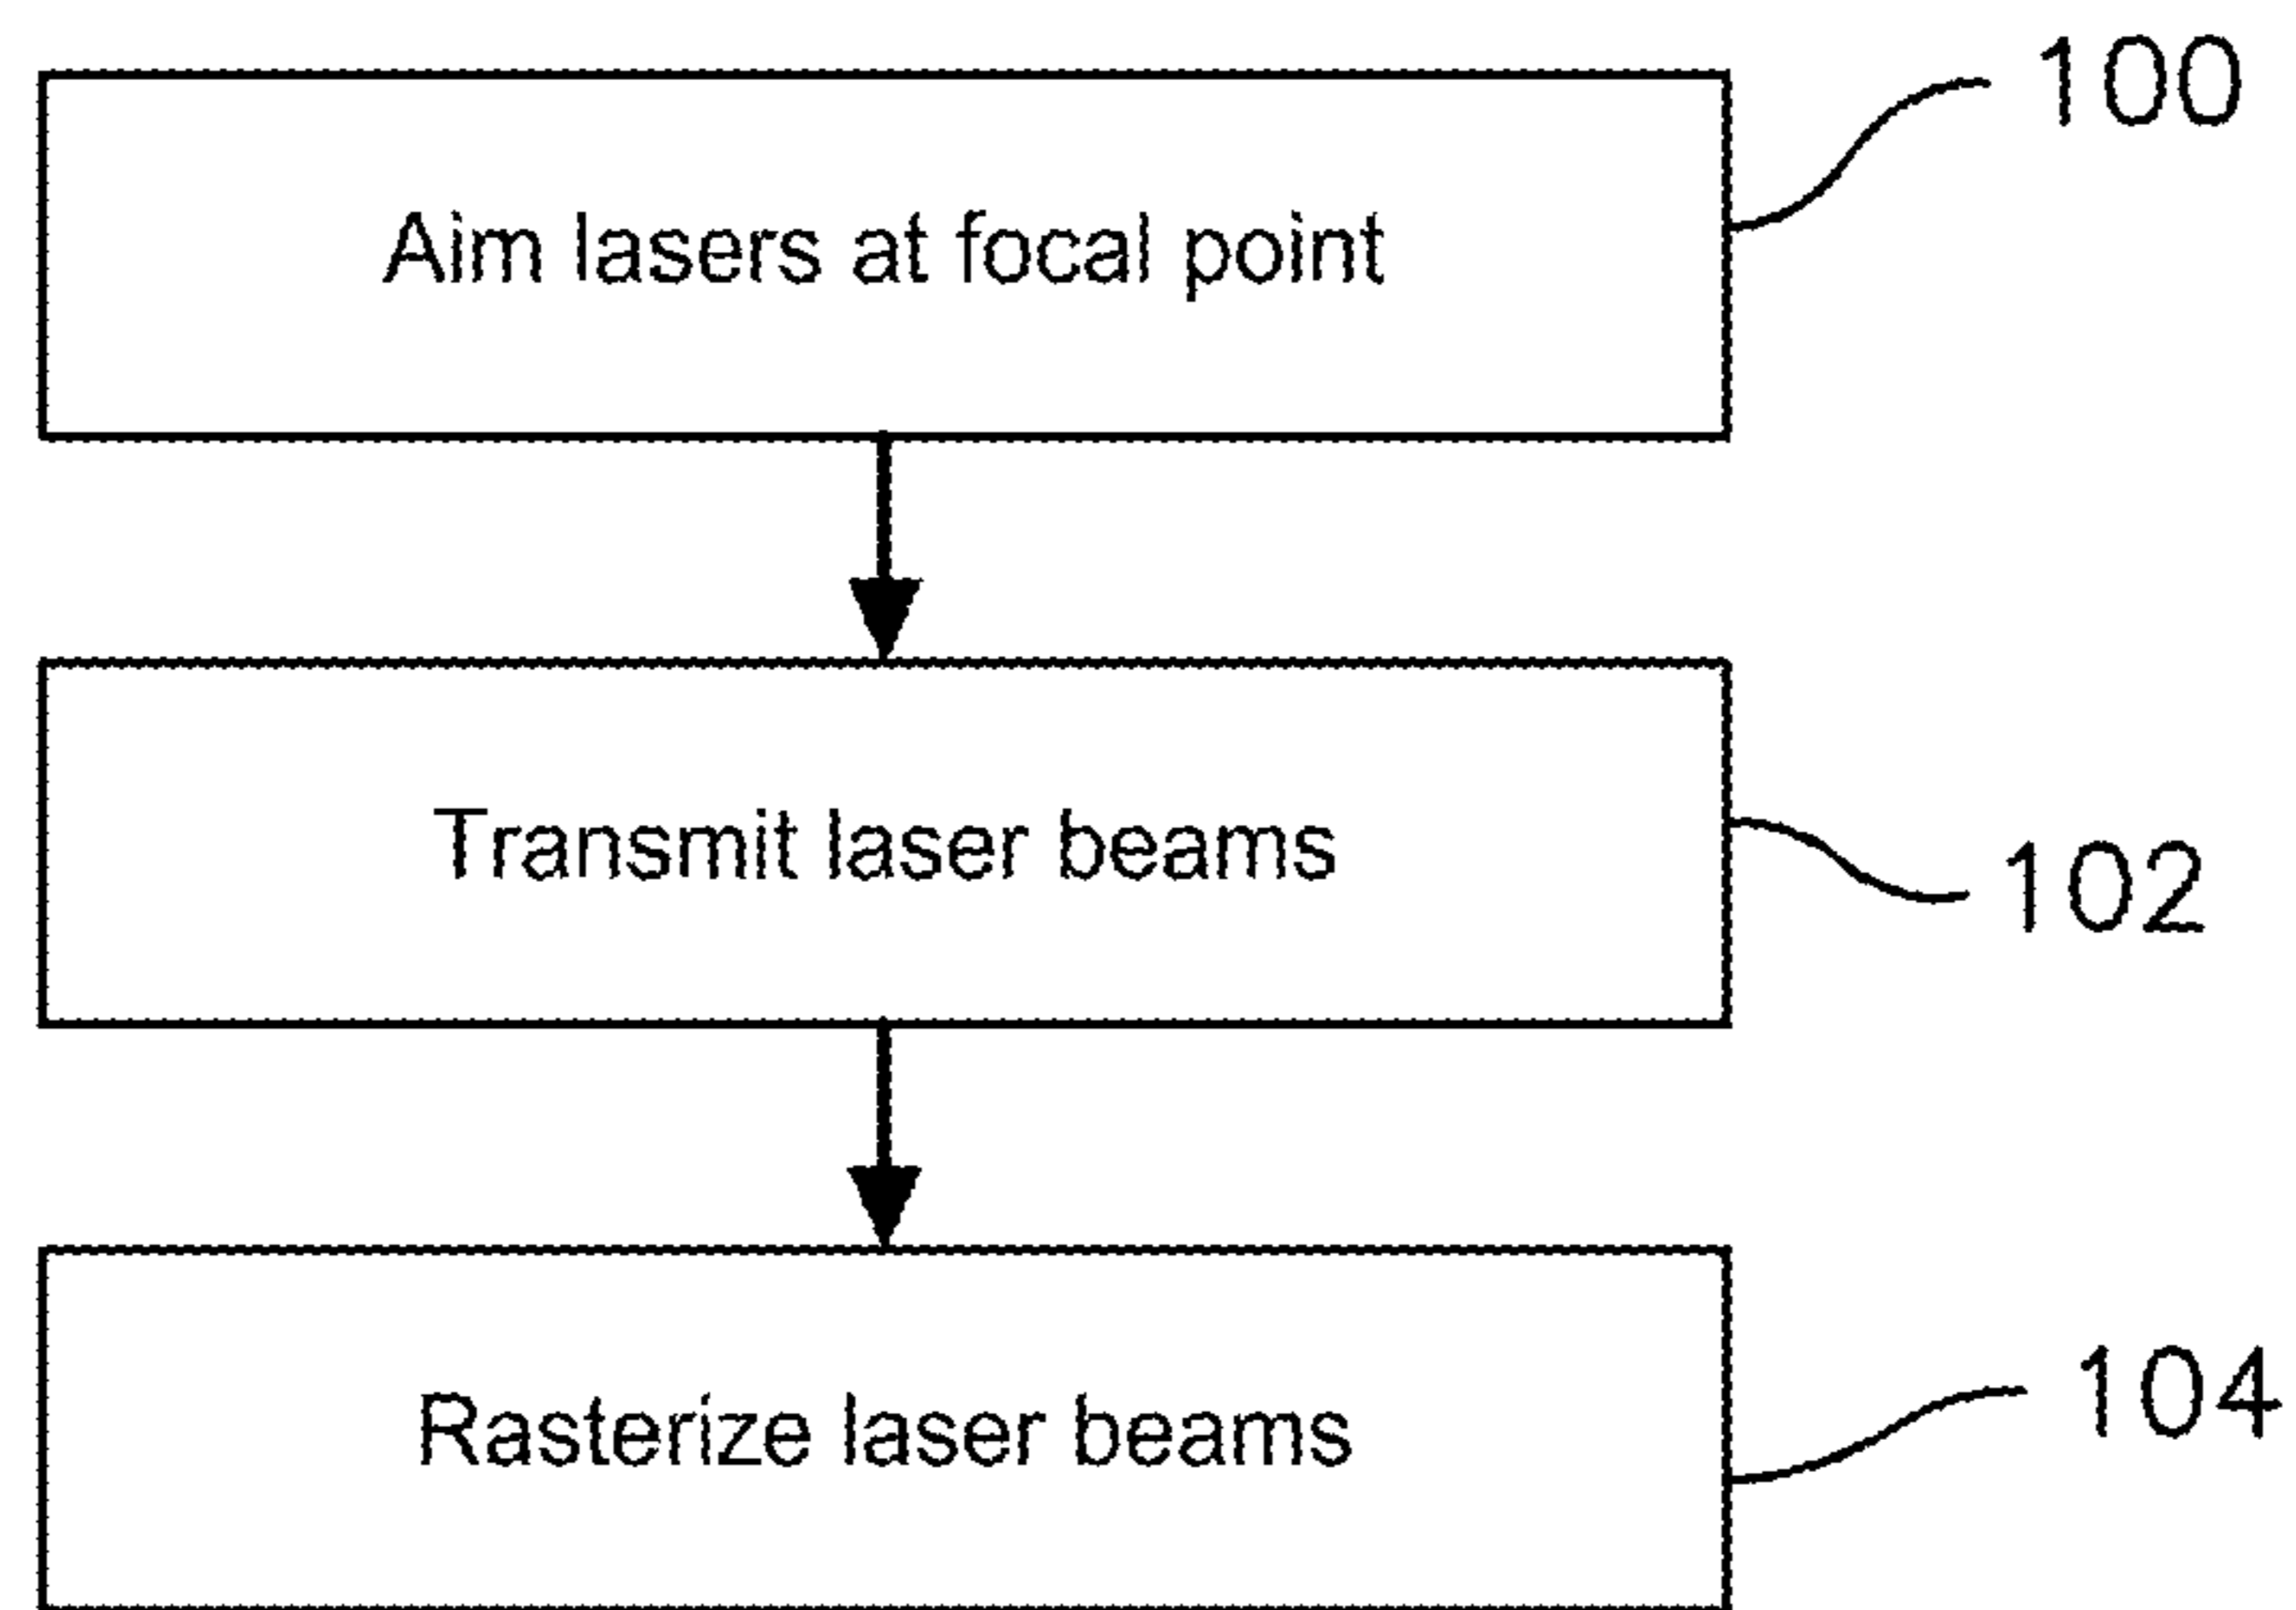 Aim lasers at focal point
100
Transmit laser beams
102
Rasterize laser beams
104